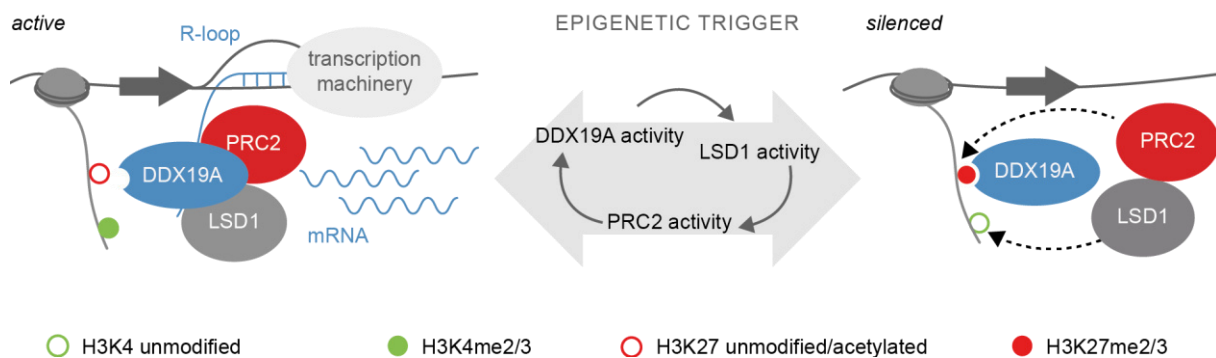 active
EPIGENETIC TRIGGER
silenced
R-loop
transcription
machinery
PRC2
DDX19A
LSD1
mRNA
DDX19A activity
LSD1 activity
PRC2 activity
PRC2
DDX19A
LSD1
H3K4 unmodified
H3K4me2/3
H3K27 unmodified/acetylated
H3K27me2/3